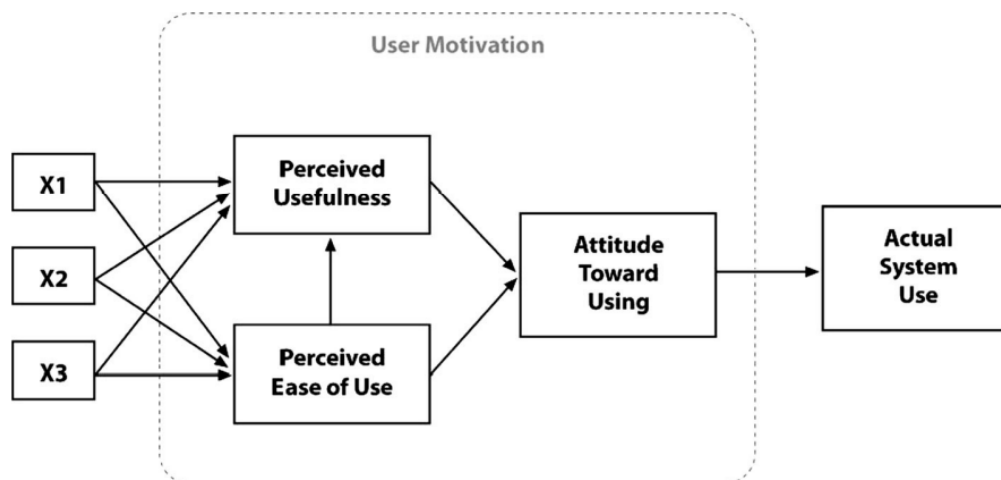 User Motivation
X1
X2
X3
Perceived
Usefulness
Perceived
Ease of Use
Attitude
Toward
Using
Actual
System
Use